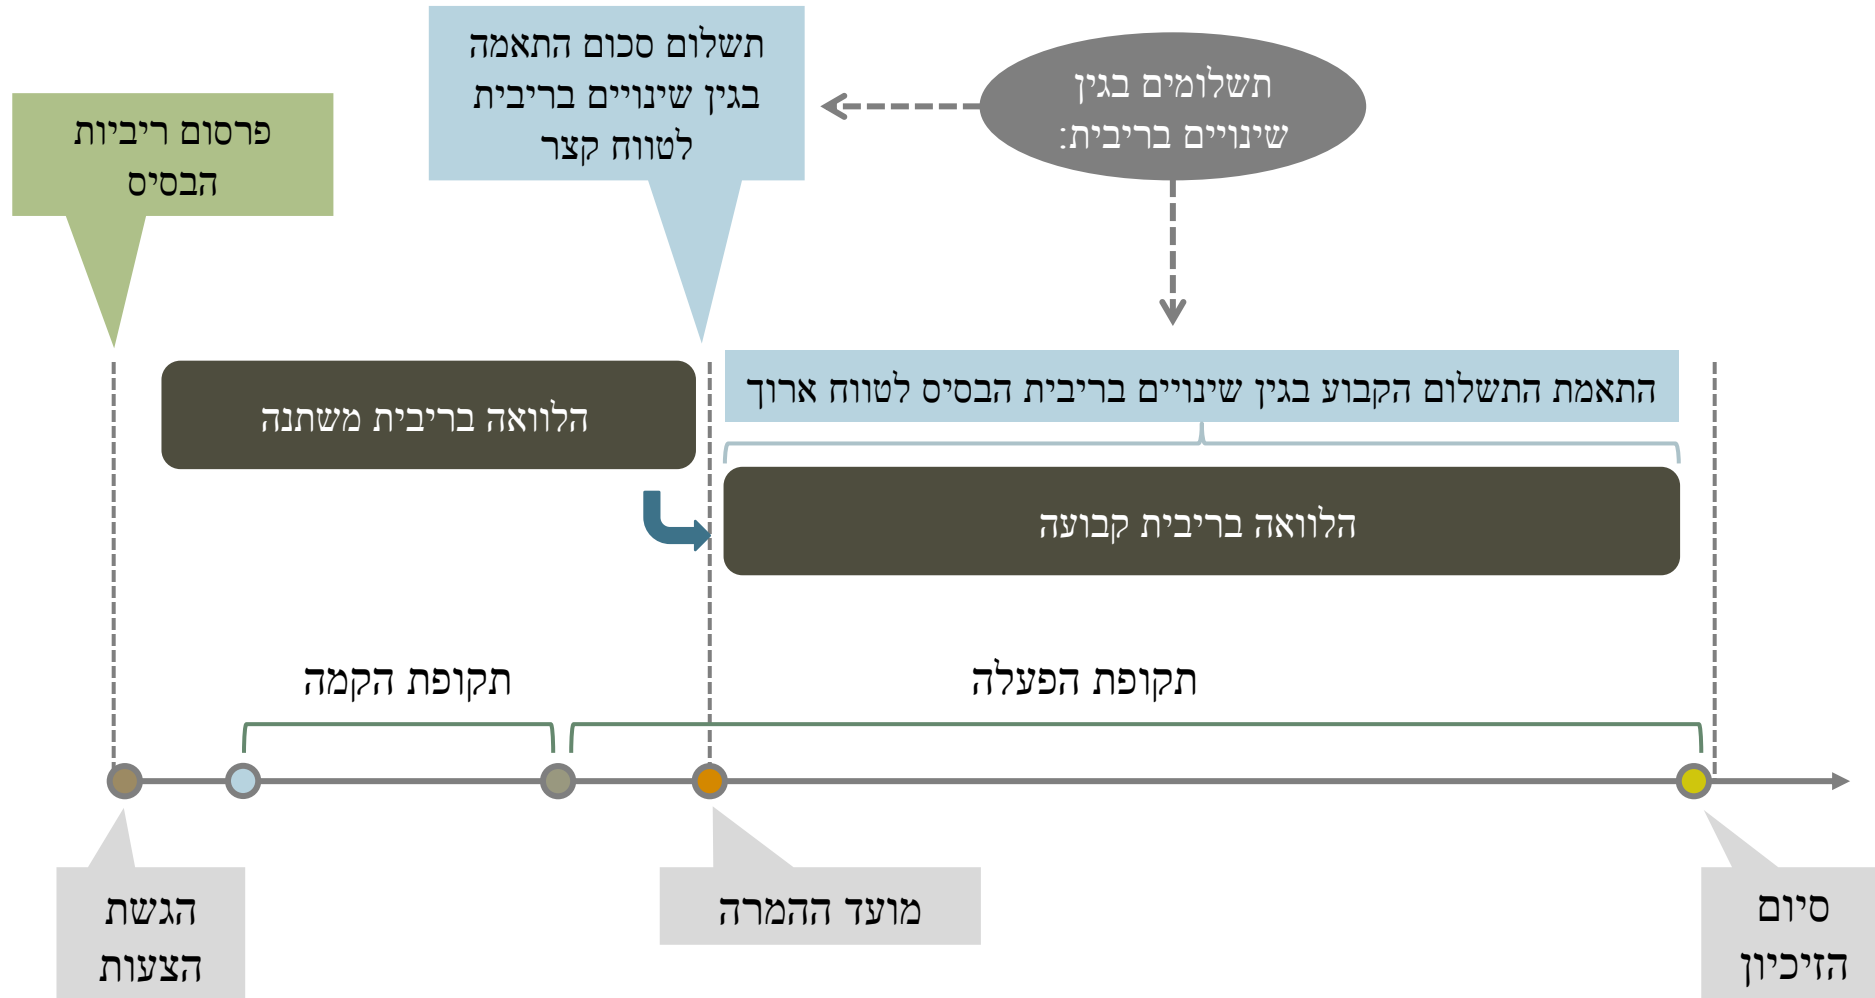 תשלומים בגין
שינויים בריבית:
תשלום סכום התאמה
בגין שינויים בריבית
לטווח קצר
פרסום ריביות
הבסיס
התאמת התשלום הקבוע בגין שינויים בריבית הבסיס לטווח ארוך
הלוואה בריבית משתנה
הלוואה בריבית קבועה
תקופת הקמה
תקופת הפעלה
הגשת
הצעות
מועד ההמרה
סיום
הזיכיון